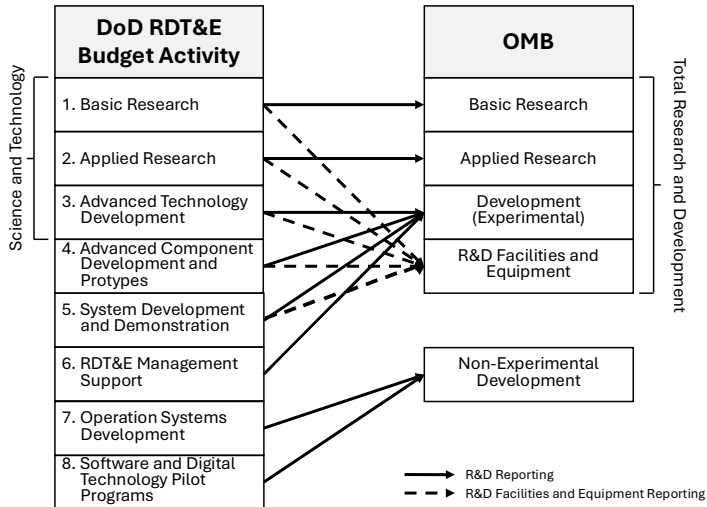 DoD RDT&E
Budget Activity
OMB
Science and Technology
1. Basic Research
2. Applied Research
3. Advanced Technology
Development
4. Advanced Component
Development and
Protypes
5. System Development
and Demonstration
6. RDT&E Management
Support
7. Operation Systems
Development
8. Software and Digital
Technology Pilot
Programs
Basic Research
Applied Research
Development
(Experimental)
R&D Facilities and
Equipment
Non-Experimental
Development
Total Research and Development
R&D Reporting
R&D Facilities and Equipment Reporting